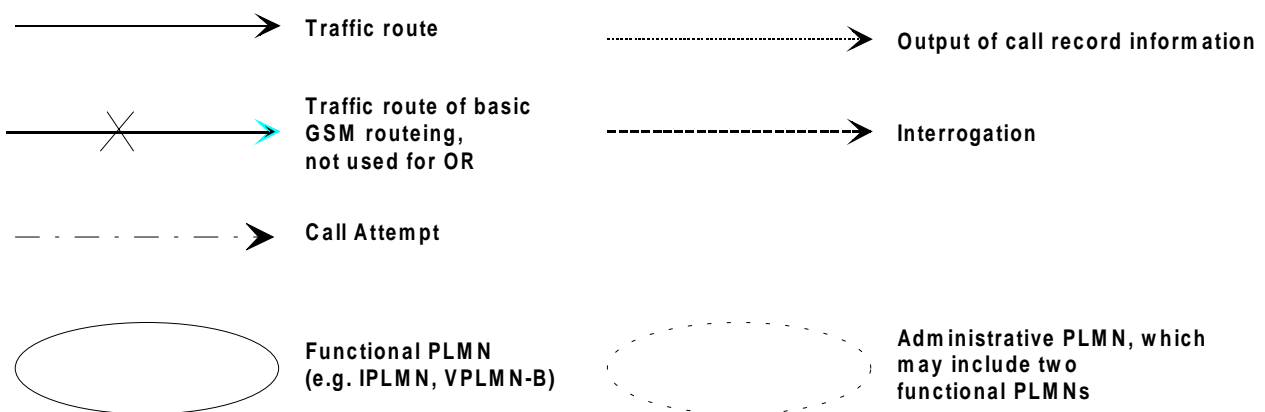 Traffic route
Output of call record information
Traffic route of basic
GSM routeing,
not used for OR
Interrogation
Call Attempt
Functional PLMN
(e.g. IPLMN, VPLMN-B)
Administrative PLMN, which
may include two
functional PLMNs